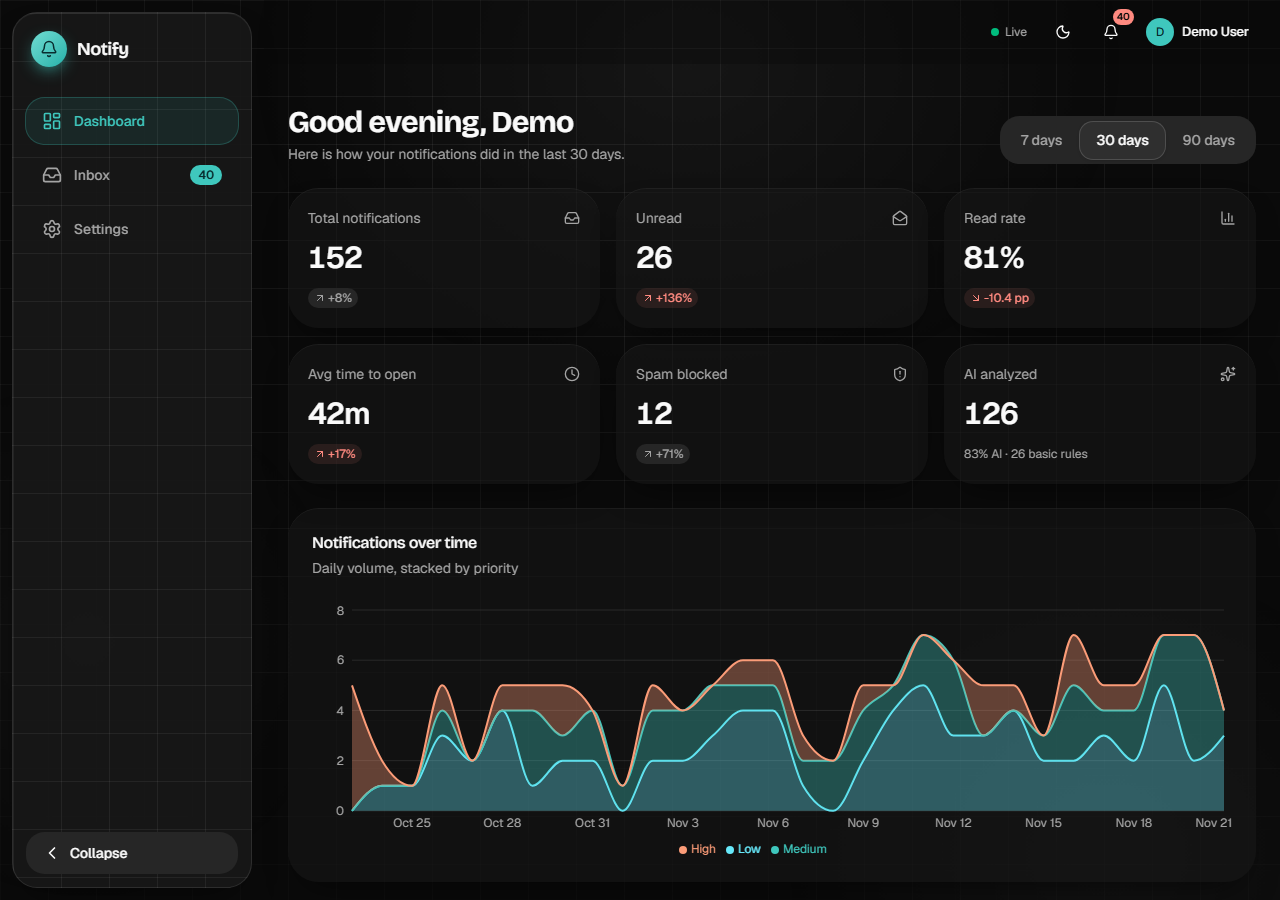 Notify
Dashboard
Inbox 40
Settings
Collapse
Live
40
D Demo User
Good evening, Demo
Here is how your notifications did in the last 30 days.
7 days 30 days 90 days
Total notifications
152
+8%
Unread
26
+136%
Read rate
81%
-10.4 pp
Avg time to open
42m
+17%
Spam blocked
12
+71%
AI analyzed
126
83% AI · 26 basic rules
Notifications over time
Daily volume, stacked by priority
8
6
4
2
0
Oct 25 Oct 28 Oct 31 Nov 3 Nov 6 Nov 9 Nov 12 Nov 15 Nov 18 Nov 21
High Low Medium